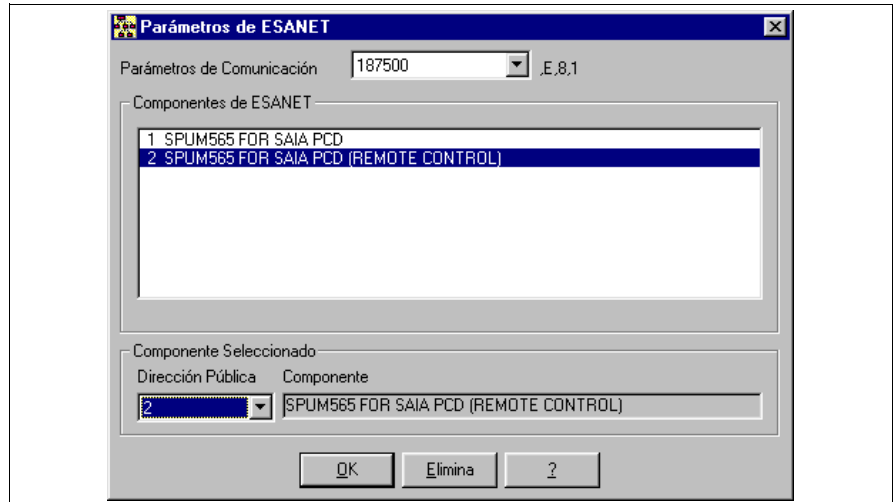 Parámetros de ESANET
Parámetros de Comunicación 187500 ,E,8,1
Componentes de ESANET
1 SPUM565 FOR SAIA PCD
2 SPUM565 FOR SAIA PCD (REMOTE CONTROL)
Componente Seleccionado
Dirección Pública Componente
2 SPUM565 FOR SAIA PCD (REMOTE CONTROL)
OK Elimina ?